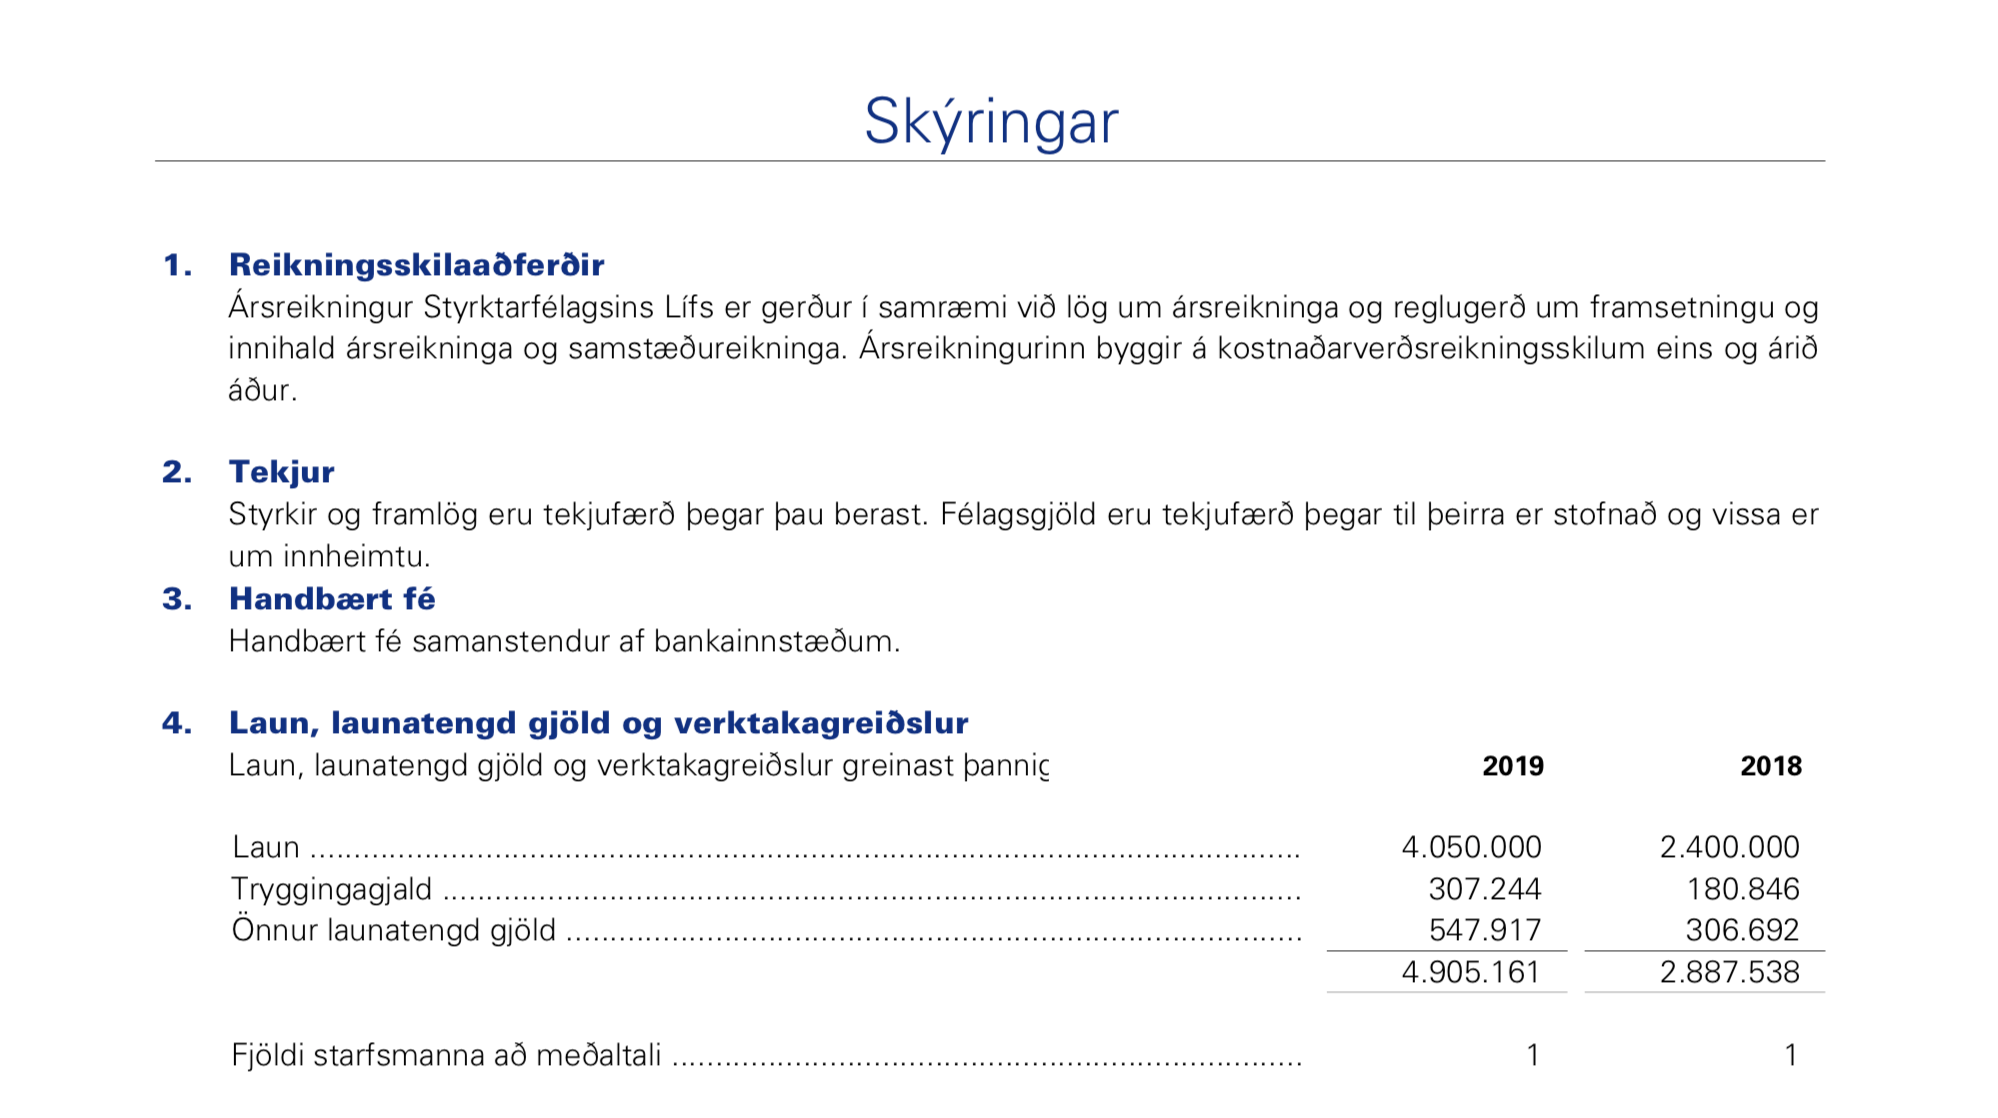 Skýringar
1. Reikningsskilaaðferðir
Ársreikningur Styrktarfélagsins Lífs er gerður í samræmi við lög um ársreikninga og reglugerð um framsetningu og
innihald ársreikninga og samstæðureikninga. Ársreikningurinn byggir á kostnaðarverðsreikningsskilum eins og árið
áður.
2. Tekjur
Styrkir og framlög eru tekjufærð þegar þau berast. Félagsgjöld eru tekjufærð þegar til þeirra er stofnað og vissa er
um innheimtu.
3. Handbært fé
Handbært fé samanstendur af bankainnstæðum.
4. Laun, launatengd gjöld og verktakagreiðslur
Laun, launatengd gjöld og verktakagreiðslur greinast þannig 2019 2018
Laun 4.050.000 2.400.000
Tryggingagjald 307.244 180.846
Önnur launatengd gjöld 547.917 306.692
4.905.161 2.887.538
Fjöldi starfsmanna að meðaltali 1 1